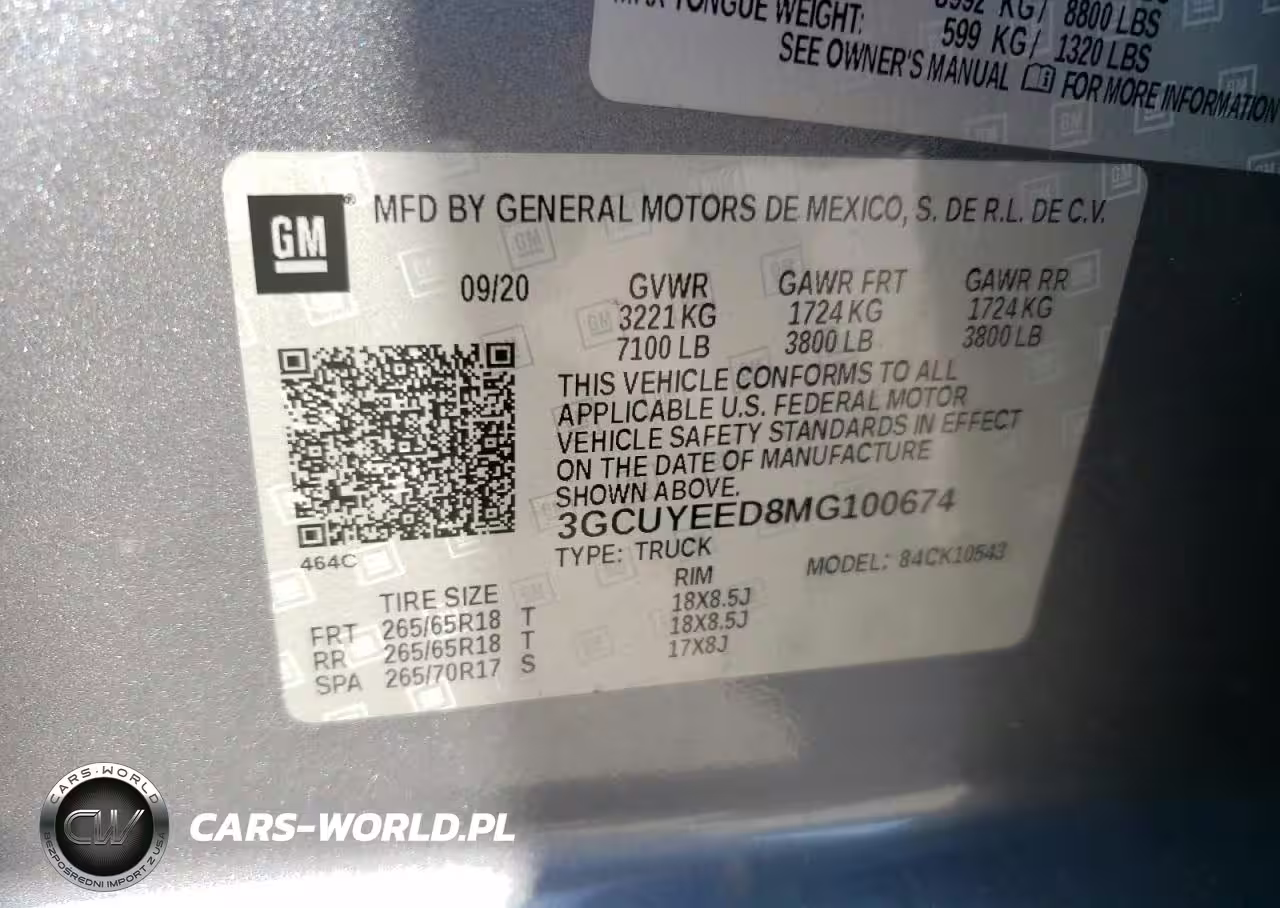 KG/ 8800 LBS
TONGUE WEIGHT: 599 KG/ 1320 LBS
SEE OWNER'S MANUAL FOR MORE INFORMATION
GM ® MFD BY GENERAL MOTORS DE MEXICO, S. DE R.L. DE C.V.
09/20 GVWR GAWR FRT GAWR RR
3221 KG 1724 KG 1724 KG
7100 LB 3800 LB 3800 LB
THIS VEHICLE CONFORMS TO ALL
APPLICABLE U.S. FEDERAL MOTOR
VEHICLE SAFETY STANDARDS IN EFFECT
ON THE DATE OF MANUFACTURE
SHOWN ABOVE.
3GCUYEED8MG100674
TYPE: TRUCK MODEL: 84CK10543
464C
TIRE SIZE RIM
FRT 265/65R18 T 18X8.5J
RR 265/65R18 T 18X8.5J
SPA 265/70R17 S 17X8J
CARS-WORLD
CW
BEZPOŚREDNI IMPORT Z USA
CARS-WORLD.PL